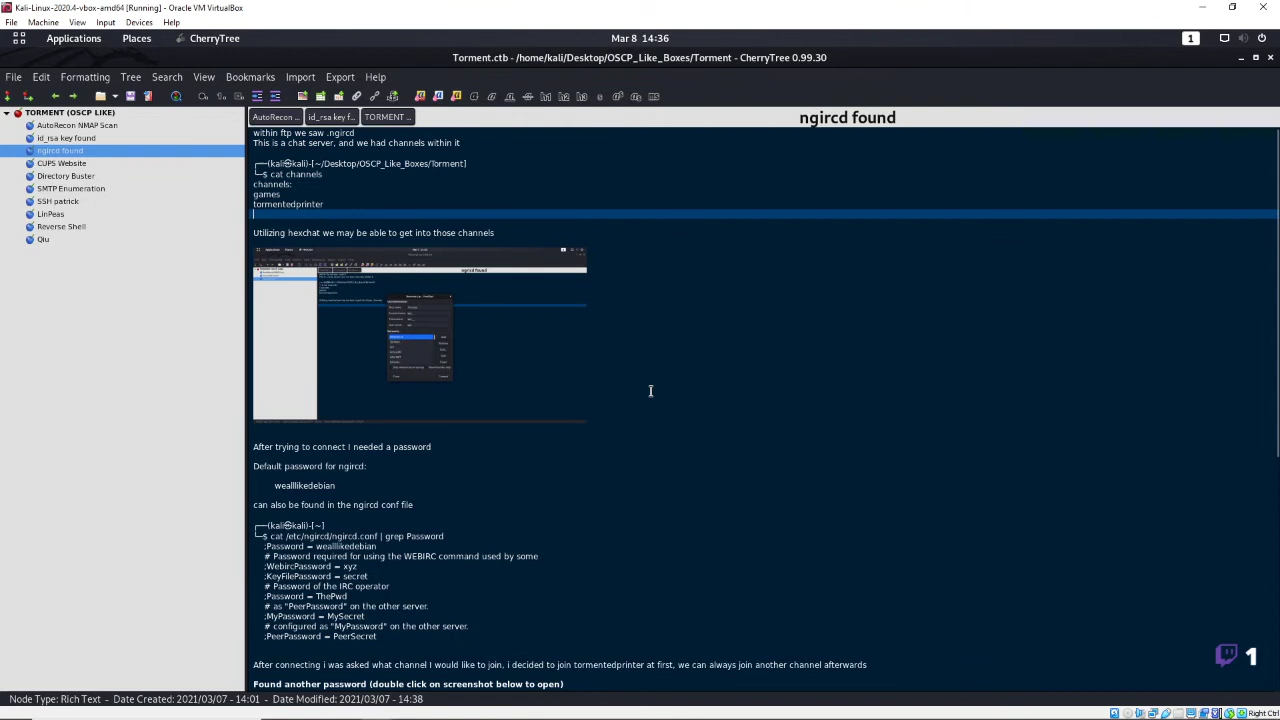 Kali-Linux-2020.4-vbox-amd64 [Running] - Oracle VM VirtualBox
File Machine View Input Devices Help
Applications Places CherryTree Mar 8 14:36 1
Torment.ctb - /home/kali/Desktop/OSCP_Like_Boxes/Torment - CherryTree 0.99.30
File Edit Formatting Tree Search View Bookmarks Import Export Help
TORMENT (OSCP LIKE)
AutoRecon NMAP Scan
id_rsa key found
ngircd found
CUPS Website
Directory Buster
SMTP Enumeration
SSH patrick
LinPeas
Reverse Shell
Qiu
AutoRecon ... id_rsa key f... TORMENT ... ngircd found
within ftp we saw .ngircd
This is a chat server, and we had channels within it
┌──(kali㉿kali)-[~/Desktop/OSCP_Like_Boxes/Torment]
└─$ cat channels
channels:
games
tormentedprinter
Utilizing hexchat we may be able to get into those channels
After trying to connect I needed a password
Default password for ngircd:
wealllikedebian
can also be found in the ngircd conf file
┌──(kali㉿kali)-[~]
└─$ cat /etc/ngircd/ngircd.conf | grep Password
;Password = wealllikedebian
# Password required for using the WEBIRC command used by some
;WebircPassword = xyz
;KeyFilePassword = secret
# Password of the IRC operator
;Password = ThePwd
# as "PeerPassword" on the other server.
;MyPassword = MySecret
# configured as "MyPassword" on the other server.
;PeerPassword = PeerSecret
After connecting i was asked what channel I would like to join, i decided to join tormentedprinter at first, we can always join another channel afterwards
Found another password (double click on screenshot below to open)
1
Node Type: Rich Text - Date Created: 2021/03/07 - 14:01 - Date Modified: 2021/03/07 - 14:38
Right Ctrl